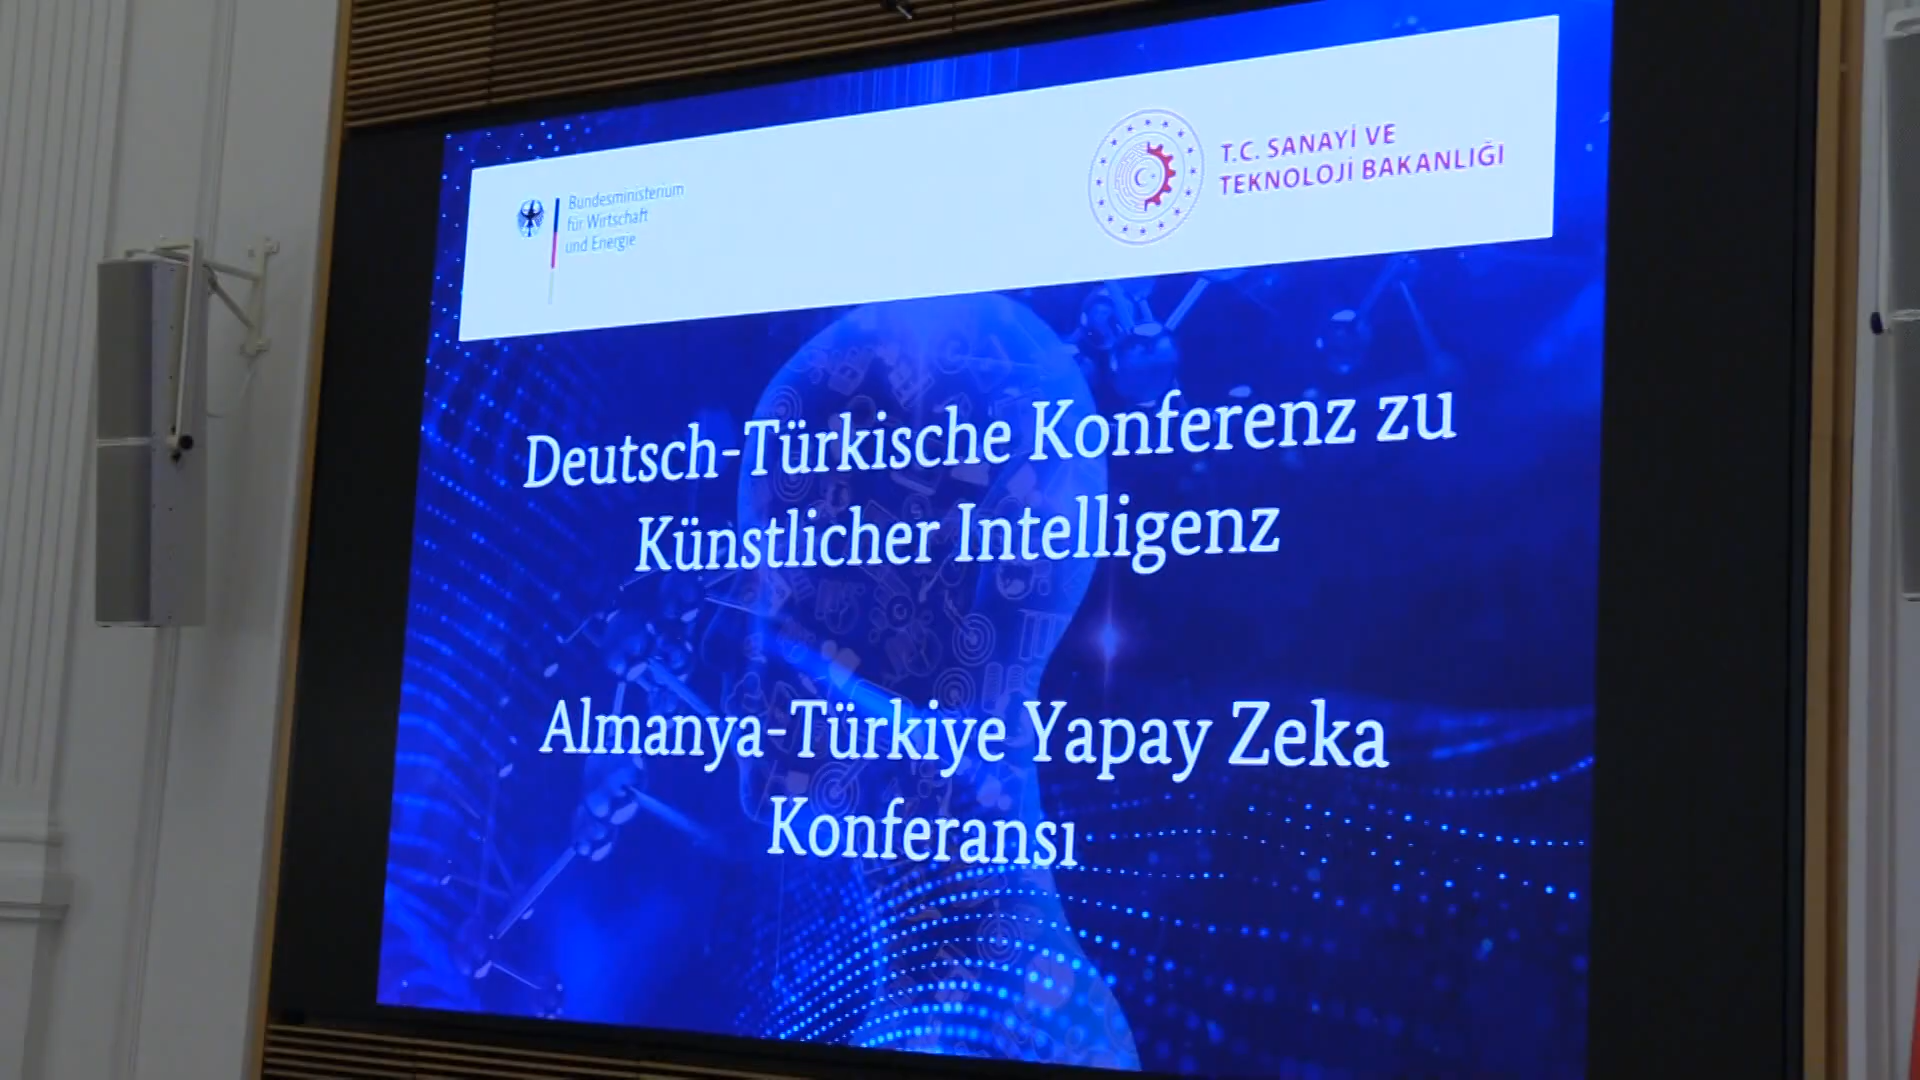 Bundesministerium
für Wirtschaft
und Energie
T.C. SANAYİ VE
TEKNOLOJİ BAKANLIĞI
Deutsch-Türkische Konferenz zu
Künstlicher Intelligenz
Almanya-Türkiye Yapay Zeka
Konferansı